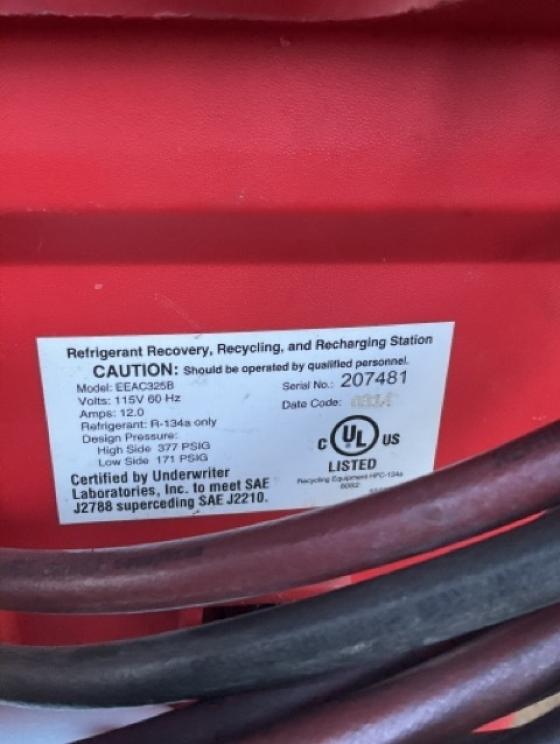 Refrigerant Recovery, Recycling, and Recharging Station
CAUTION: Should be operated by qualified personnel.
Model: EEAC325B
Volts: 115V 60 Hz
Amps: 12.0
Refrigerant: R-134a only
Design Pressure:
High Side 377 PSIG
Low Side 171 PSIG
Certified by Underwriter
Laboratories, Inc. to meet SAE
J2788 superceding SAE J2210.
Serial No.: 207481
Date Code:
C UL US
LISTED
Recycling Equipment HFC-134a